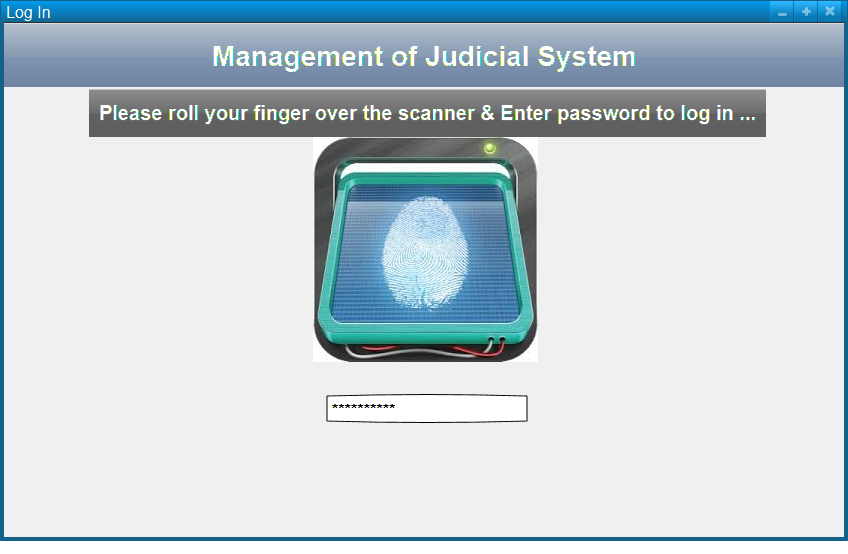 Log In
Management of Judicial System
Please roll your finger over the scanner & Enter password to log in ...
**********